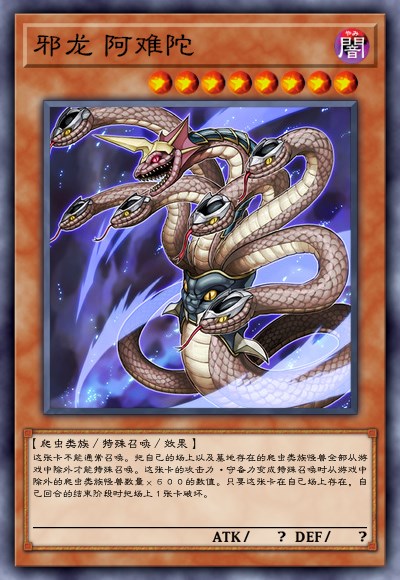 邪龙 阿难陀
やみ
闇
【爬虫类族／特殊召唤／效果】
这张卡不能通常召唤。把自己的场上以及墓地存在的爬虫类族怪兽全部从游
戏中除外才能特殊召唤。这张卡的攻击力・守备力变成特殊召唤时从游戏中
除外的爬虫类族怪兽数量×６００的数值。只要这张卡在自己场上存在，自
己回合的结束阶段时把场上１张卡破坏。
ATK/ ? DEF/ ?